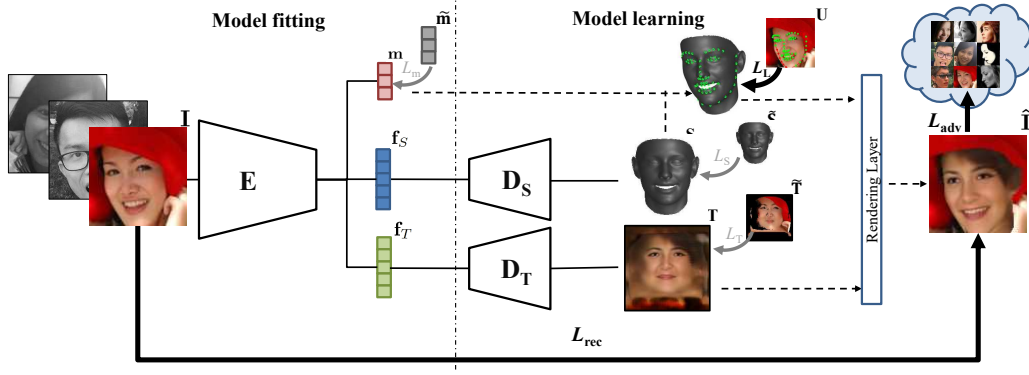 Model fitting
Model learning
m̃
U
m
L_m
L_L
I
S
S̃
L_adv
Î
f_S
L_S
E
D_S
T̃
T
f_T
L_T
D_T
Rendering Layer
L_rec